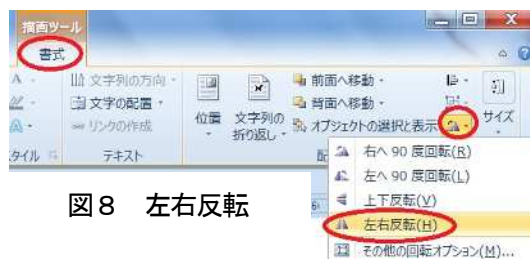 描画ツール
書式
A
文字列の方向
文字の配置
リンクの作成
スタイル
テキスト
位置
文字列の
折り返し
前面へ移動
背面へ移動
オブジェクトの選択と表示
配
サイズ
右へ 90 度回転(R)
左へ 90 度回転(L)
上下反転(V)
左右反転(H)
その他の回転オプション(M)...
図8 左右反転